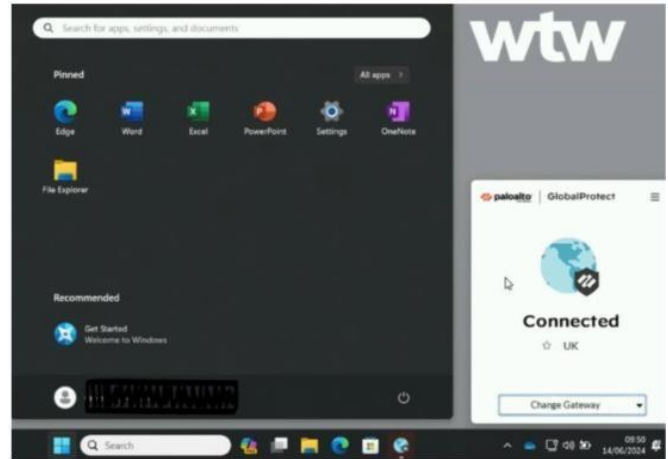 Search for apps, settings, and documents
wtw
Pinned
All apps >
Edge
Word
Excel
PowerPoint
Settings
OneNote
File Explorer
paloalto | GlobalProtect
Connected
UK
Recommended
Get Started
Welcome to Windows
Change Gateway
Search
09:50
14/06/2024